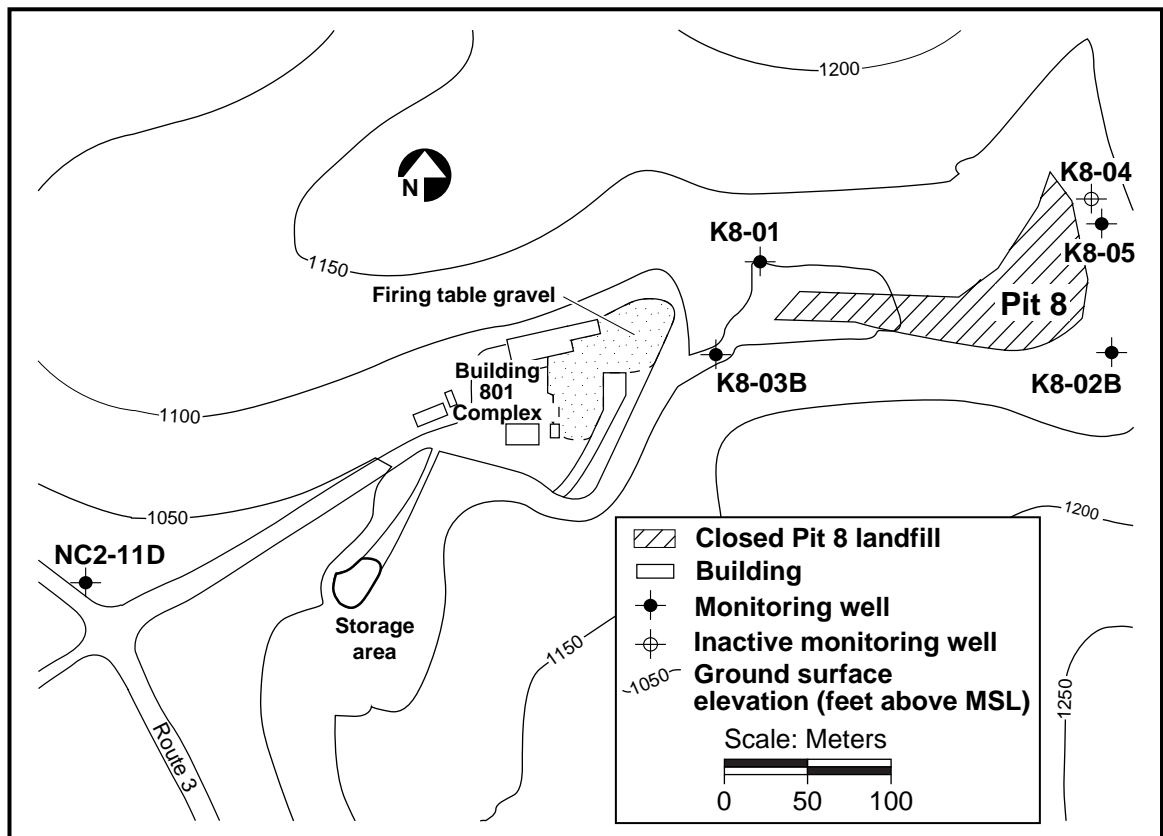 1200
K8-04
N
K8-01
K8-05
1150
Firing table gravel
Pit 8
Building
801
Complex
K8-03B
K8-02B
1100
1050
1200
NC2-11D
Closed Pit 8 landfill
Building
Monitoring well
Storage
area
Inactive monitoring well
1150
1050
Ground surface
elevation (feet above MSL)
1250
Route 3
Scale: Meters
0 50 100